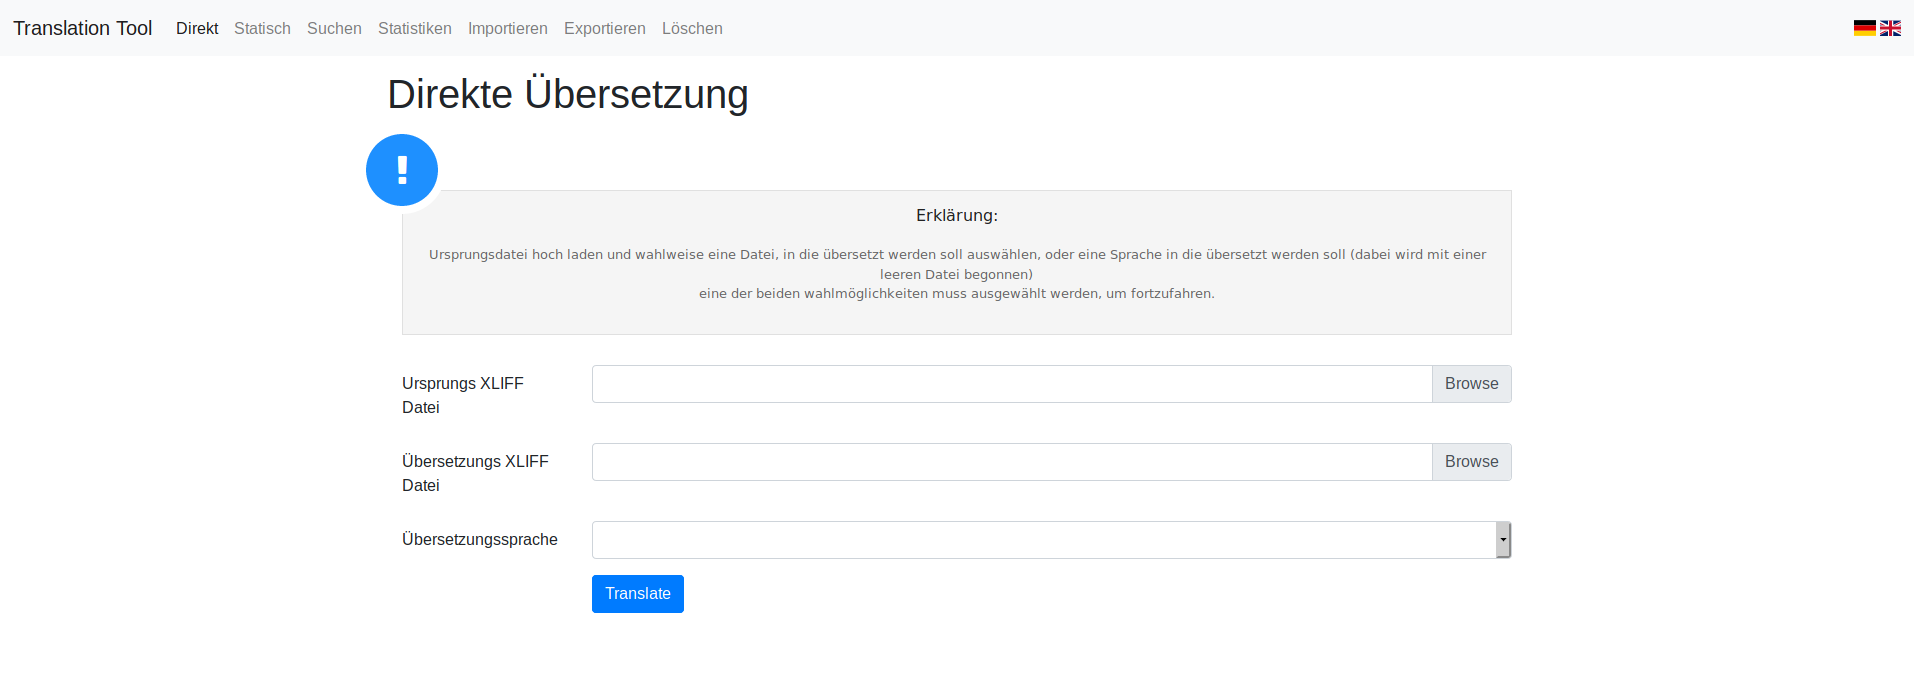 Translation Tool Direkt Statisch Suchen Statistiken Importieren Exportieren Löschen
Direkte Übersetzung
!
Erklärung:
Ursprungsdatei hoch laden und wahlweise eine Datei, in die übersetzt werden soll auswählen, oder eine Sprache in die übersetzt werden soll (dabei wird mit einer
leeren Datei begonnen)
eine der beiden wahlmöglichkeiten muss ausgewählt werden, um fortzufahren.
Ursprungs XLIFF
Datei
Browse
Übersetzungs XLIFF
Datei
Browse
Übersetzungssprache
Translate